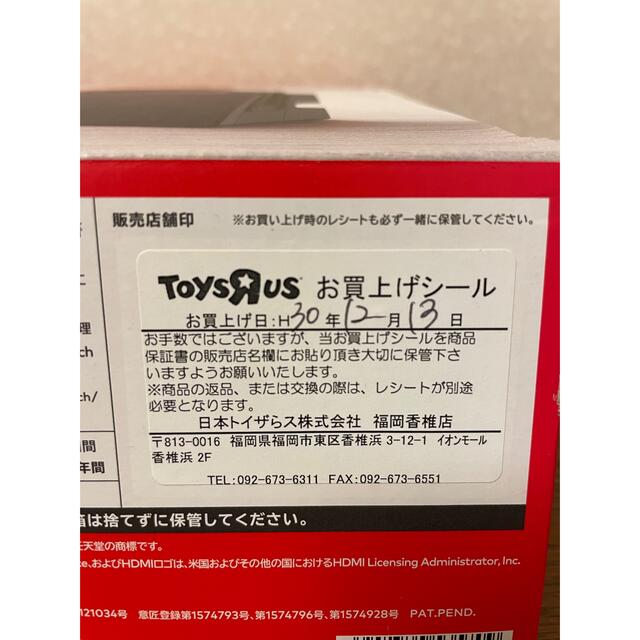 販売店舗印 ※お買い上げ時のレシートも必ず一緒に保管してください。
TOYSRUS お買上げシール
お買上げ日:H30年12月13日
お手数ではございますが、当お買上げシールを商品
保証書の販売店名欄にお貼り頂き大切に保管下さ
いますようお願いいたします。
※商品の返品、または交換の際は、レシートが別途
必要となります。
日本トイザらス株式会社 福岡香椎店
〒813-0016 福岡県福岡市東区香椎浜 3-12-1 イオンモール
香椎浜 2F
TEL:092-673-6311 FAX:092-673-6551
理
ch
ch/
間
年間
箱は捨てずに保管してください。
任天堂の商標です。
ce、およびHDMIロゴは、米国およびその他の国におけるHDMI Licensing Administrator, Inc.
121034号 意匠登録第1574793号、第1574796号、第1574928号 PAT.PEND.